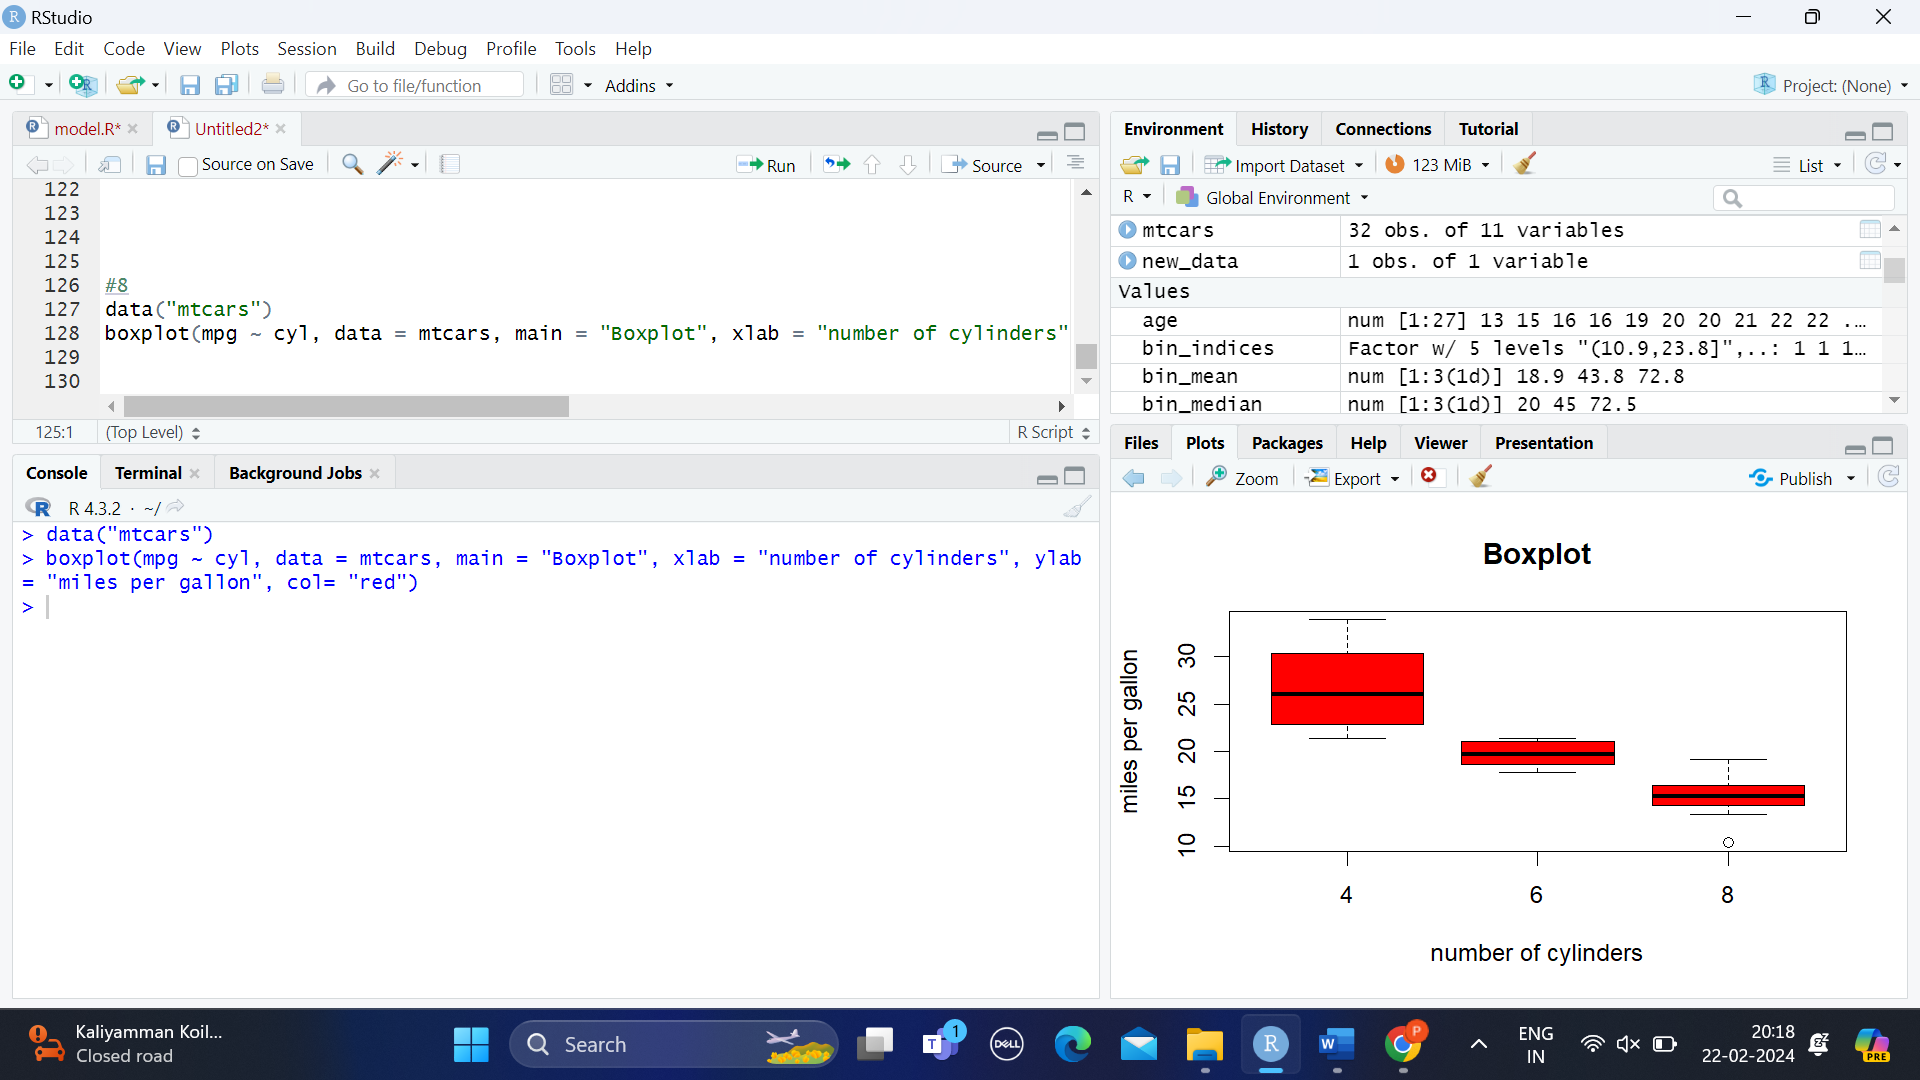 RStudio
File Edit Code View Plots Session Build Debug Profile Tools Help
Go to file/function Addins Project: (None)
model.R* Untitled2*
Source on Save Run Source
122
123
124
125
126 #8
127 data("mtcars")
128 boxplot(mpg ~ cyl, data = mtcars, main = "Boxplot", xlab = "number of cylinders"
129
130
125:1 (Top Level) R Script
Console Terminal Background Jobs
R 4.3.2 · ~/
> data("mtcars")
> boxplot(mpg ~ cyl, data = mtcars, main = "Boxplot", xlab = "number of cylinders", ylab
= "miles per gallon", col= "red")
>
Environment History Connections Tutorial
Import Dataset 123 MiB List
R Global Environment
mtcars 32 obs. of 11 variables
new_data 1 obs. of 1 variable
Values
age num [1:27] 13 15 16 16 19 20 20 21 22 22 ...
bin_indices Factor w/ 5 levels "(10.9,23.8]",..: 1 1 1...
bin_mean num [1:3(1d)] 18.9 43.8 72.8
bin_median num [1:3(1d)] 20 45 72.5
Files Plots Packages Help Viewer Presentation
Zoom Export Publish
Boxplot
miles per gallon
30
25
20
15
10
4 6 8
number of cylinders
Kaliyamman Koil...
Closed road
Search
T 1
DELL
R
W
P
ENG
IN
20:18
22-02-2024
PRE